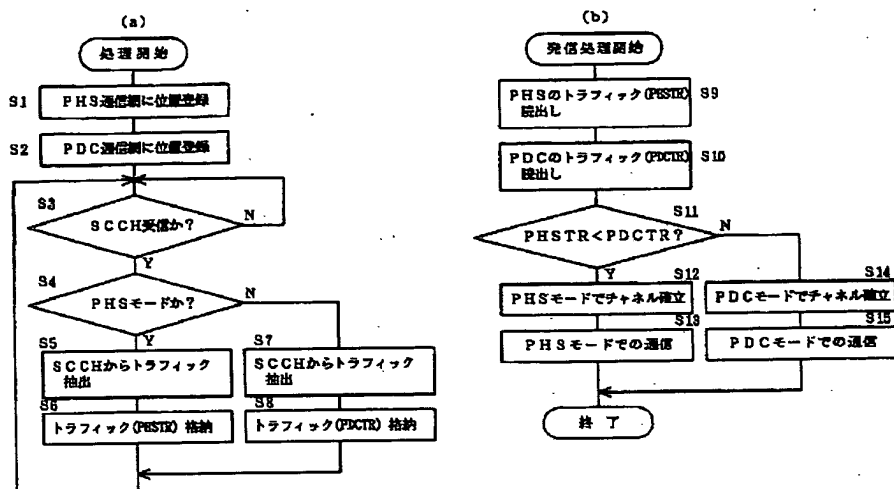 (a)
処理開始
S1
PHS通信網に位置登録
S2
PDC通信網に位置登録
S3
SCCH受信か?
N
Y
S4
PHSモードか?
N
Y
S5
SCCHからトラフィック
抽出
S7
SCCHからトラフィック
抽出
S6
トラフィック(PHSTR)格納
S8
トラフィック(PDCTR)格納
(b)
発信処理開始
PHSのトラフィック(PHSTR)
読出し
S9
PDCのトラフィック(PDCTR)
読出し
S10
S11
PHSTR<PDCTR?
N
Y
S12
PHSモードでチャネル確立
S14
PDCモードでチャネル確立
S13
PHSモードでの通信
S15
PDCモードでの通信
終了